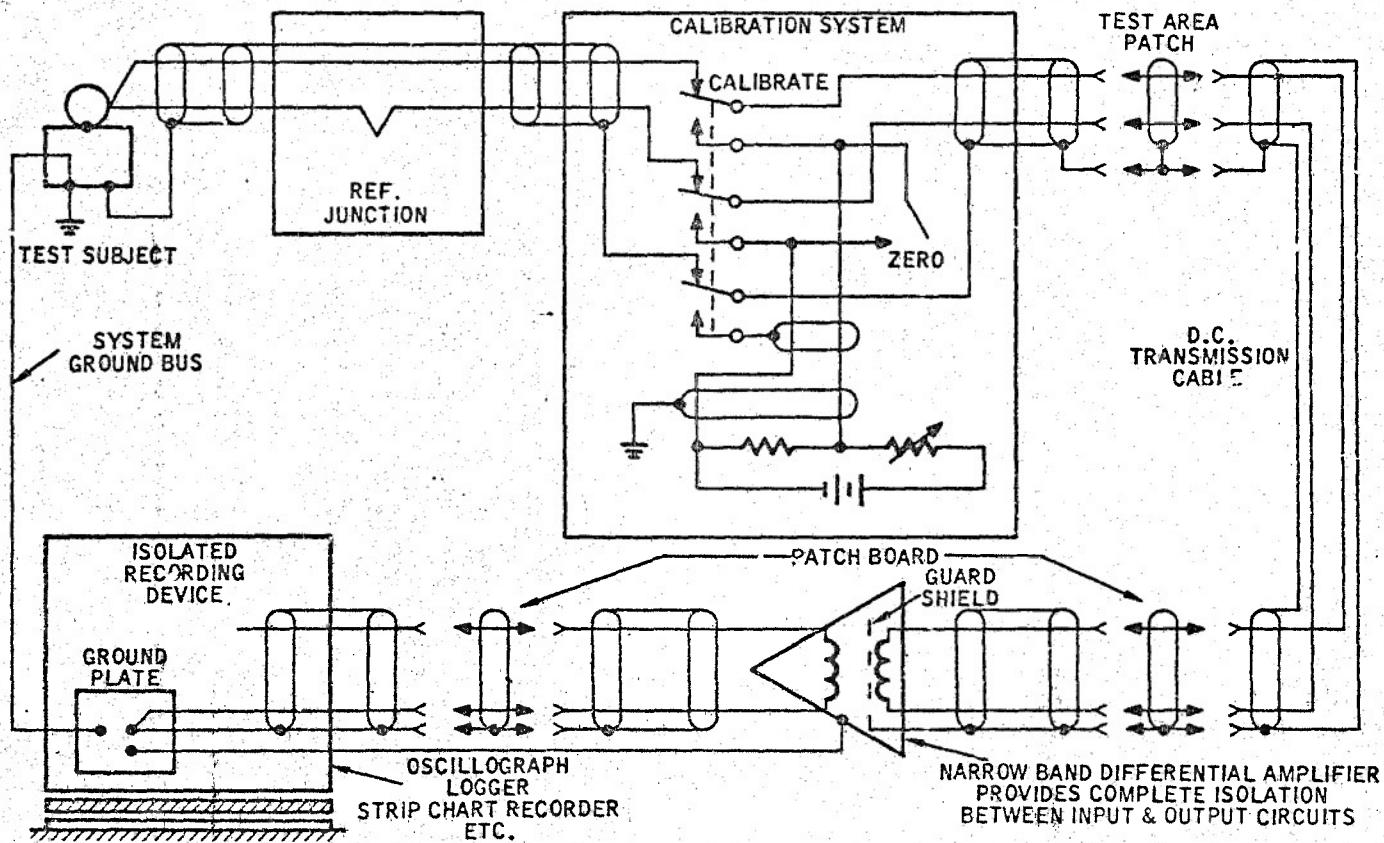 CALIBRATION SYSTEM
TEST AREA
PATCH
CALIBRATE
REF.
JUNCTION
TEST SUBJECT
ZERO
SYSTEM
GROUND BUS
D.C.
TRANSMISSION
CABLE
ISOLATED
RECORDING
DEVICE
PATCH BOARD
GUARD
SHIELD
GROUND
PLATE
OSCILLOGRAPH
LOGGER
STRIP CHART RECORDER
ETC.
NARROW BAND DIFFERENTIAL AMPLIFIER
PROVIDES COMPLETE ISOLATION
BETWEEN INPUT & OUTPUT CIRCUITS